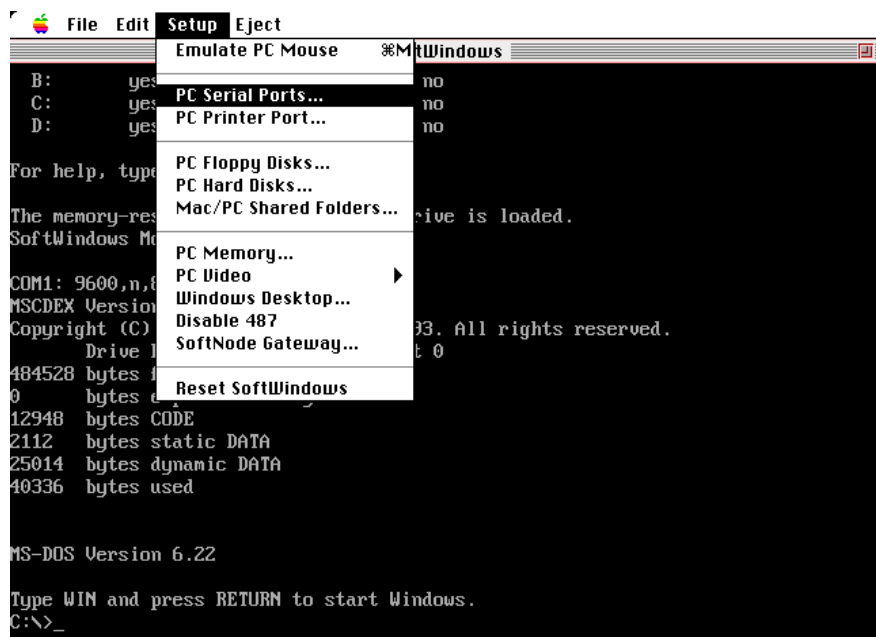 File Edit Setup Eject
Emulate PC Mouse ⌘M
tWindows
PC Serial Ports...
PC Printer Port...
PC Floppy Disks...
PC Hard Disks...
Mac/PC Shared Folders...
PC Memory...
PC Video
Windows Desktop...
Disable 487
SoftNode Gateway...
Reset SoftWindows
B: yes no
C: yes no
D: yes no
For help, type
The memory-res rive is loaded.
SoftWindows Mo
COM1: 9600,n,8
MSCDEX Version
Copyright (C) 93. All rights reserved.
Drive l t 0
484528 bytes f
0 bytes e
12948 bytes CODE
2112 bytes static DATA
25014 bytes dynamic DATA
40336 bytes used
MS-DOS Version 6.22
Type WIN and press RETURN to start Windows.
C:\>_